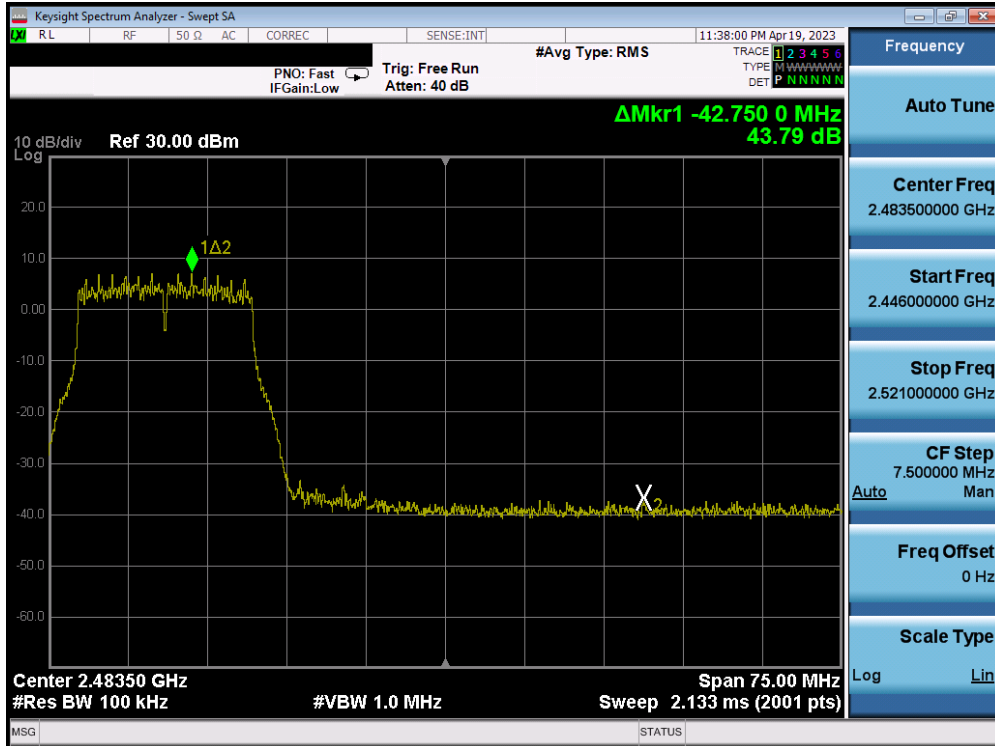 Keysight Spectrum Analyzer - Swept SA
LXI RL RF 50 Ω AC CORREC SENSE:INT 11:38:00 PM Apr 19, 2023
#Avg Type: RMS TRACE 1 2 3 4 5 6
PNO: Fast Trig: Free Run TYPE M W W W W W
IFGain:Low Atten: 40 dB DET P N N N N N
ΔMkr1 -42.750 0 MHz
10 dB/div Ref 30.00 dBm 43.79 dB
Log
20.0
1Δ2
10.0
0.00
-10.0
-20.0
-30.0
X2
-40.0
-50.0
-60.0
Center 2.48350 GHz Span 75.00 MHz
#Res BW 100 kHz #VBW 1.0 MHz Sweep 2.133 ms (2001 pts)
MSG STATUS
Frequency
Auto Tune
Center Freq
2.483500000 GHz
Start Freq
2.446000000 GHz
Stop Freq
2.521000000 GHz
CF Step
7.500000 MHz
Auto Man
Freq Offset
0 Hz
Scale Type
Log Lin